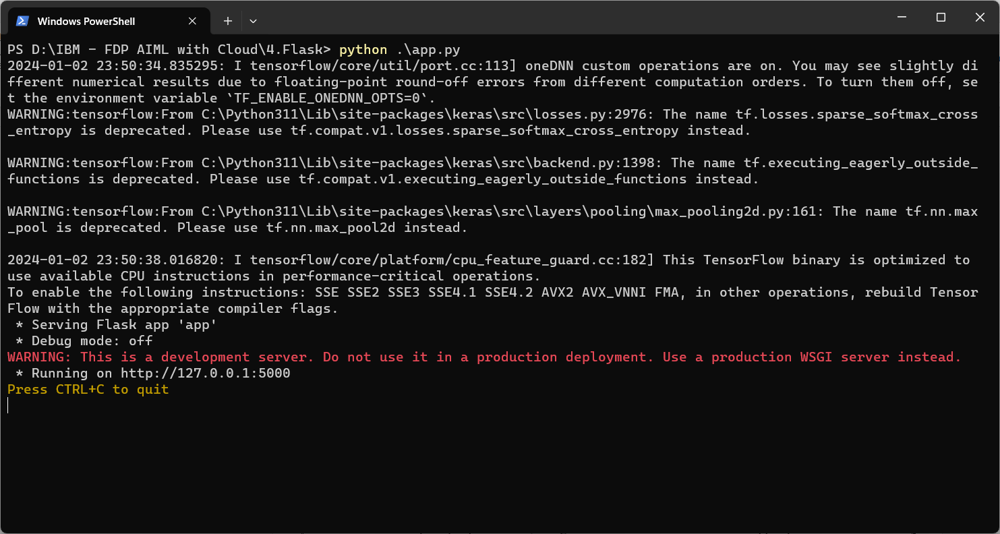 Windows PowerShell
PS D:\IBM - FDP AIML with Cloud\4.Flask> python .\app.py
2024-01-02 23:50:34.835295: I tensorflow/core/util/port.cc:113] oneDNN custom operations are on. You may see slightly di
fferent numerical results due to floating-point round-off errors from different computation orders. To turn them off, se
t the environment variable `TF_ENABLE_ONEDNN_OPTS=0`.
WARNING:tensorflow:From C:\Python311\Lib\site-packages\keras\src\losses.py:2976: The name tf.losses.sparse_softmax_cross
_entropy is deprecated. Please use tf.compat.v1.losses.sparse_softmax_cross_entropy instead.
WARNING:tensorflow:From C:\Python311\Lib\site-packages\keras\src\backend.py:1398: The name tf.executing_eagerly_outside_
functions is deprecated. Please use tf.compat.v1.executing_eagerly_outside_functions instead.
WARNING:tensorflow:From C:\Python311\Lib\site-packages\keras\src\layers\pooling\max_pooling2d.py:161: The name tf.nn.max
_pool is deprecated. Please use tf.nn.max_pool2d instead.
2024-01-02 23:50:38.016820: I tensorflow/core/platform/cpu_feature_guard.cc:182] This TensorFlow binary is optimized to
use available CPU instructions in performance-critical operations.
To enable the following instructions: SSE SSE2 SSE3 SSE4.1 SSE4.2 AVX2 AVX_VNNI FMA, in other operations, rebuild Tensor
Flow with the appropriate compiler flags.
* Serving Flask app 'app'
* Debug mode: off
WARNING: This is a development server. Do not use it in a production deployment. Use a production WSGI server instead.
* Running on http://127.0.0.1:5000
Press CTRL+C to quit